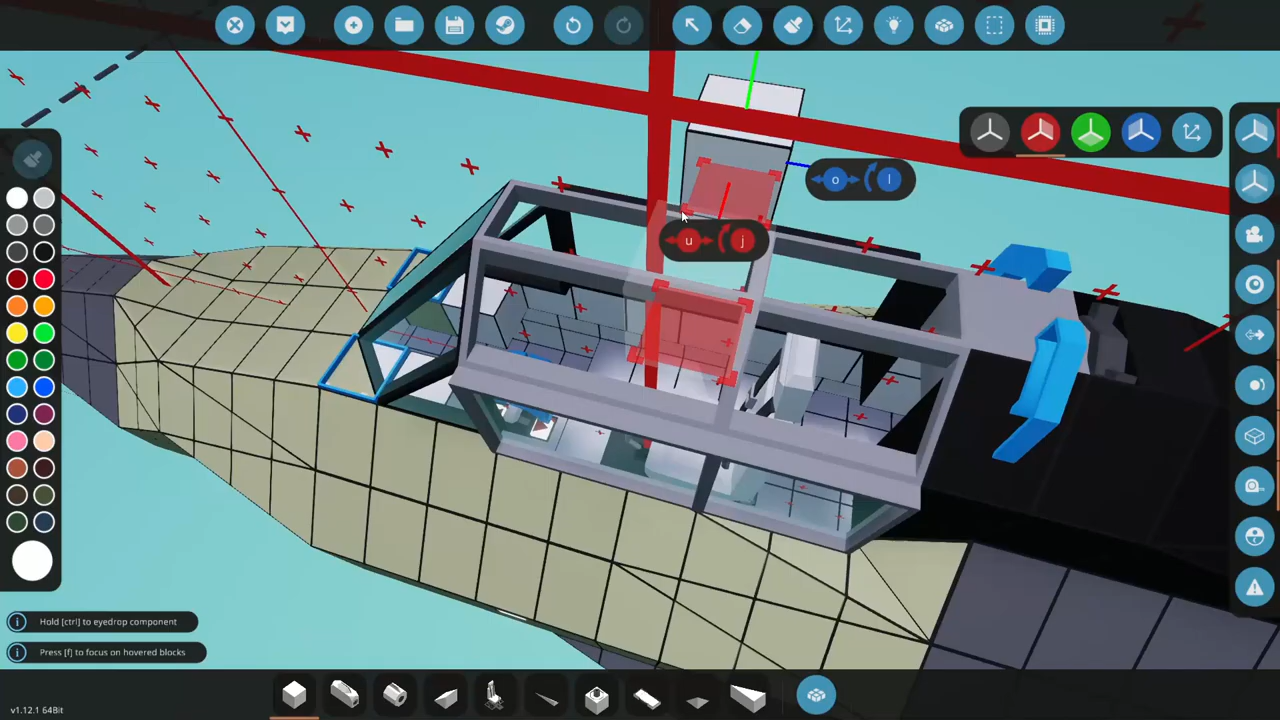 o
l
u
j
Hold [ctrl] to eyedrop component
Press [f] to focus on hovered blocks
v1.12.1 64Bit